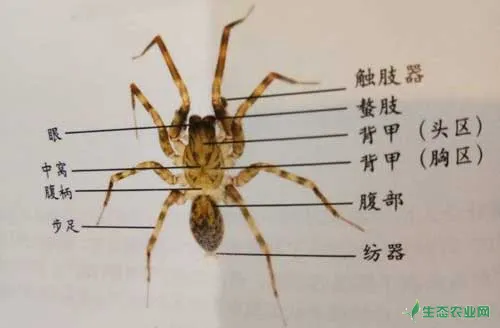 触肢器
螯肢
眼
背甲（头区）
背甲（胸区）
中窝
腹柄
腹部
步足
纺器
生态农业网